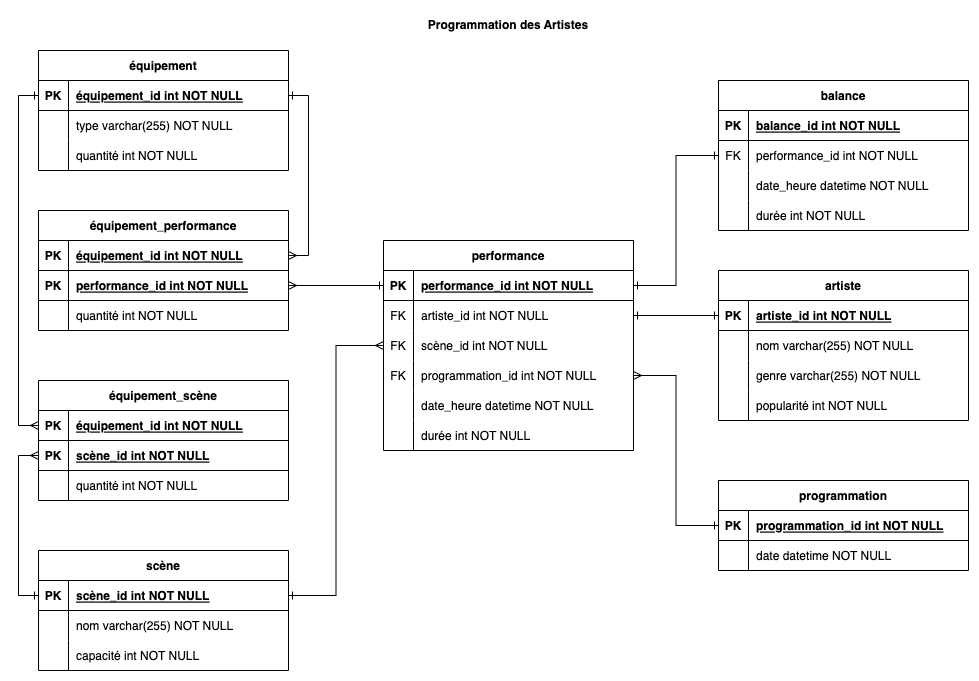 Programmation des Artistes
équipement
PK équipement_id int NOT NULL
type varchar(255) NOT NULL
quantité int NOT NULL
équipement_performance
PK équipement_id int NOT NULL
PK performance_id int NOT NULL
quantité int NOT NULL
équipement_scène
PK équipement_id int NOT NULL
PK scène_id int NOT NULL
quantité int NOT NULL
scène
PK scène_id int NOT NULL
nom varchar(255) NOT NULL
capacité int NOT NULL
performance
PK performance_id int NOT NULL
FK artiste_id int NOT NULL
FK scène_id int NOT NULL
FK programmation_id int NOT NULL
date_heure datetime NOT NULL
durée int NOT NULL
balance
PK balance_id int NOT NULL
FK performance_id int NOT NULL
date_heure datetime NOT NULL
durée int NOT NULL
artiste
PK artiste_id int NOT NULL
nom varchar(255) NOT NULL
genre varchar(255) NOT NULL
popularité int NOT NULL
programmation
PK programmation_id int NOT NULL
date datetime NOT NULL